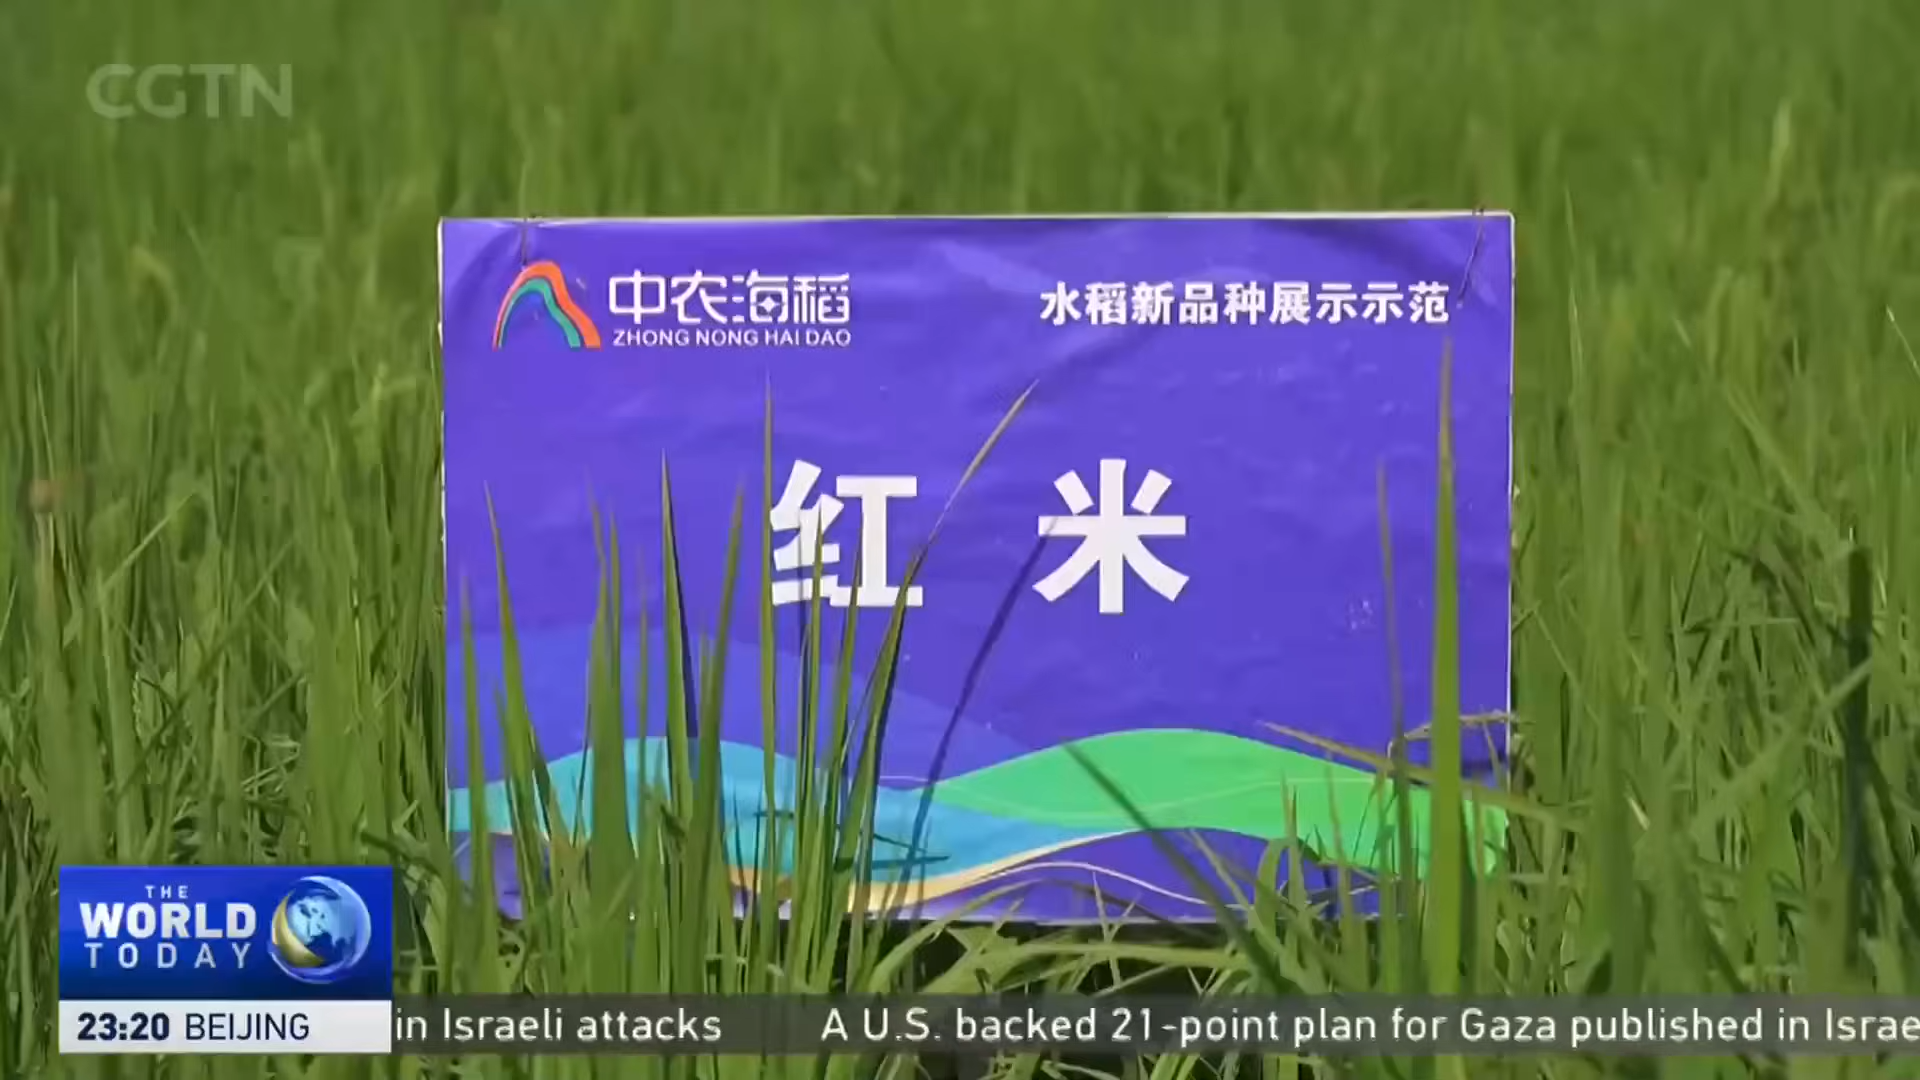 CGTN
中农海稻
ZHONG NONG HAI DAO
水稻新品种展示示范
红 米
THE
WORLD
TODAY
23:20 BEIJING
in Israeli attacks A U.S. backed 21-point plan for Gaza published in Israe